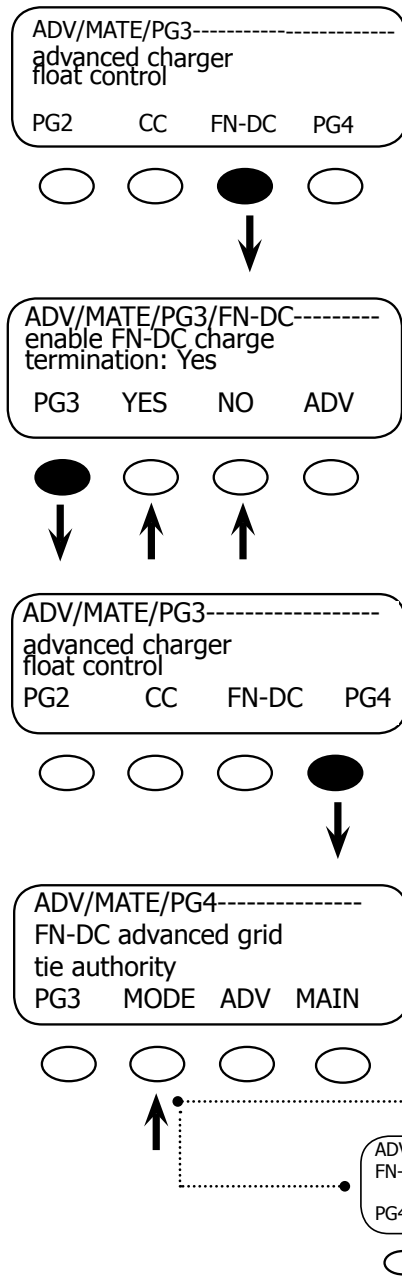 ADV/MATE/PG3-------------------------
advanced charger
float control
PG2 CC FN-DC PG4
ADV/MATE/PG3/FN-DC---------
enable FN-DC charge
termination: Yes
PG3 YES NO ADV
ADV/MATE/PG3------------------
advanced charger
float control
PG2 CC FN-DC PG4
ADV/MATE/PG4---------------
FN-DC advanced grid
tie authority
PG3 MODE ADV MAIN